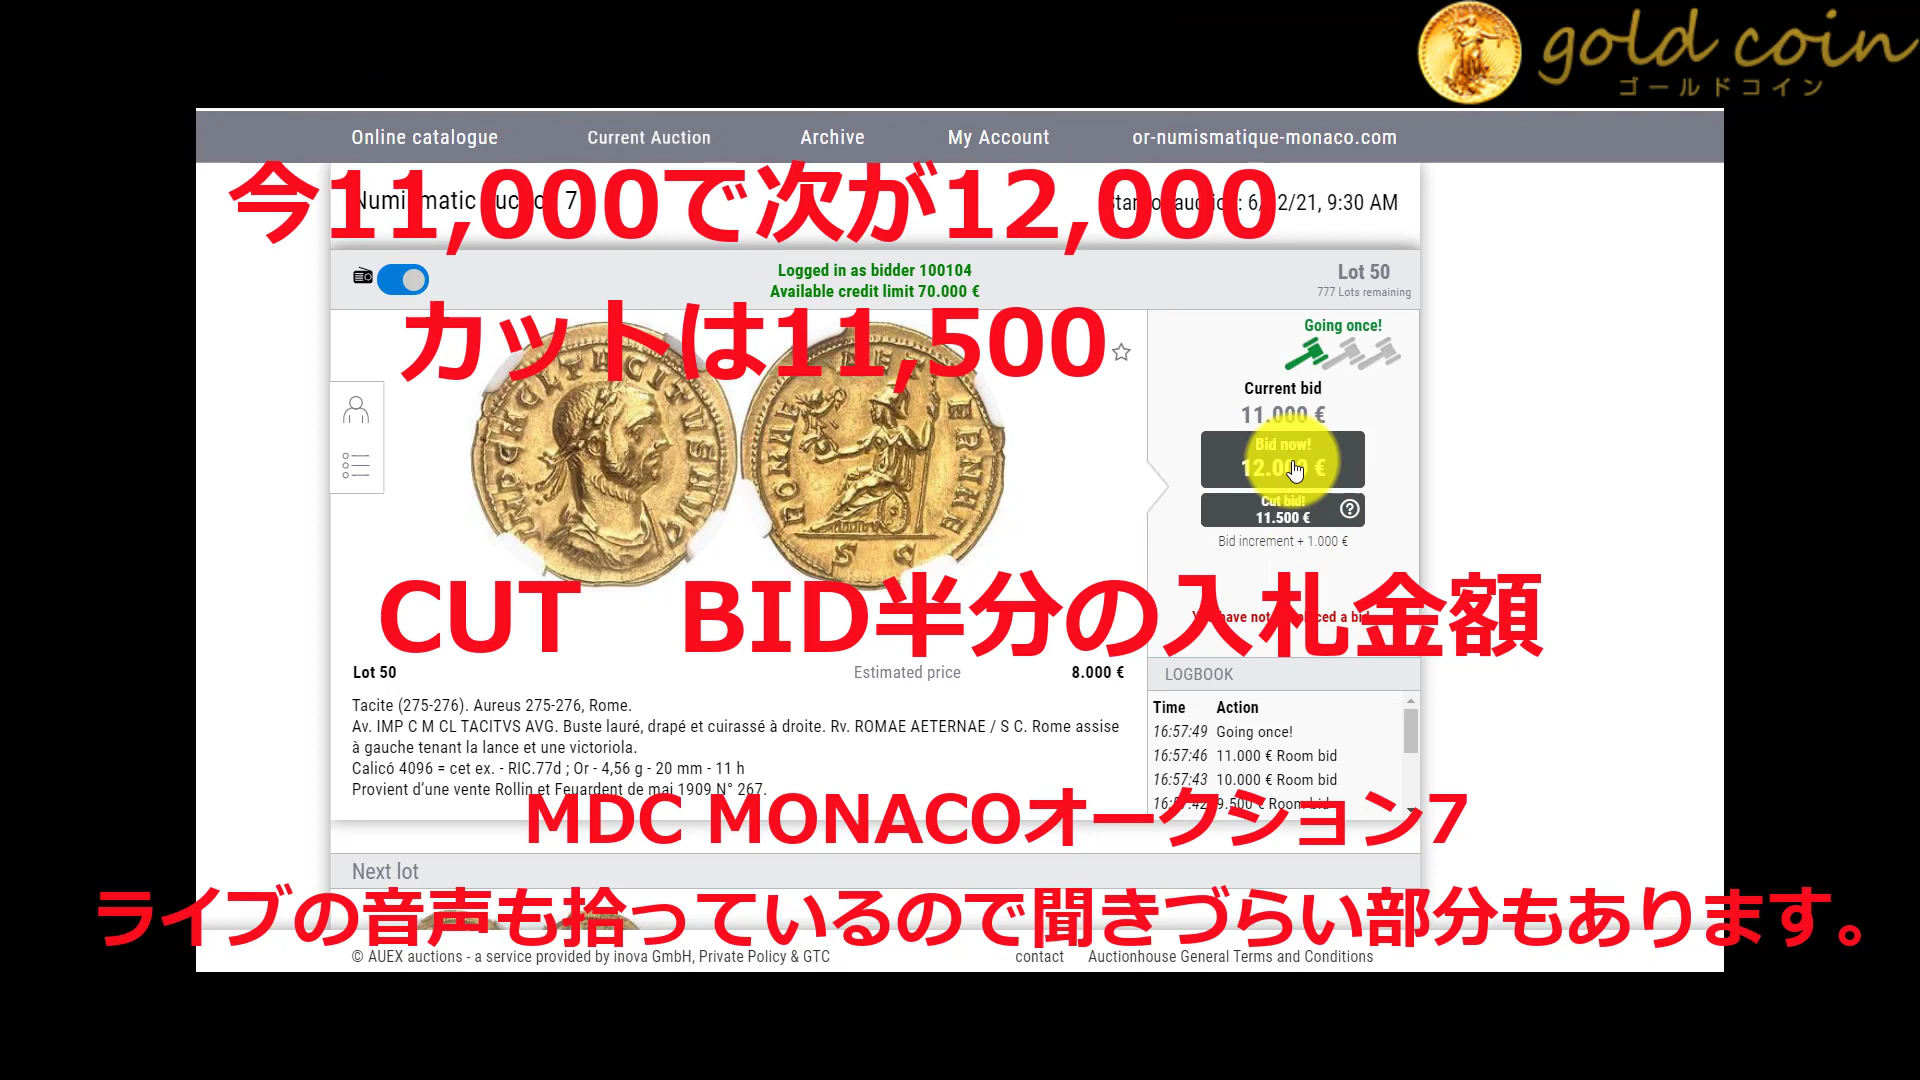 gold coin
ゴールドコイン
Online catalogue Current Auction Archive My Account or-numismatique-monaco.com
今11,000で次が12,000
9:30 AM
Logged in as bidder 100104
Available credit limit 70.000 €
Lot 50
777 Lots remaining
カットは11,500
Going once!
Current bid
11.000 €
Bid now!
12.000 €
Cut bid!
11.500 €
Bid increment + 1.000 €
CUT BID半分の入札金額
Lot 50 Estimated price 8.000 €
LOGBOOK
Tacite (275-276). Aureus 275-276, Rome.
Av. IMP C M CL TACITVS AVG. Buste lauré, drapé et cuirassé à droite. Rv. ROMAE AETERNAE / S C. Rome assise
à gauche tenant la lance et une victoriola.
Calicó 4096 = cet ex. - RIC.77d ; Or - 4,56 g - 20 mm - 11 h
Provient d'une vente Rollin et Feuardent de mai 1909 N° 267.
Time Action
16:57:49 Going once!
16:57:46 11.000 € Room bid
16:57:43 10.000 € Room bid
9.500 € Room bid
MDC MONACOオークション7
Next lot
ライブの音声も拾っているので聞きづらい部分もあります。
© AUEX auctions - a service provided by inova GmbH, Private Policy & GTC contact Auctionhouse General Terms and Conditions